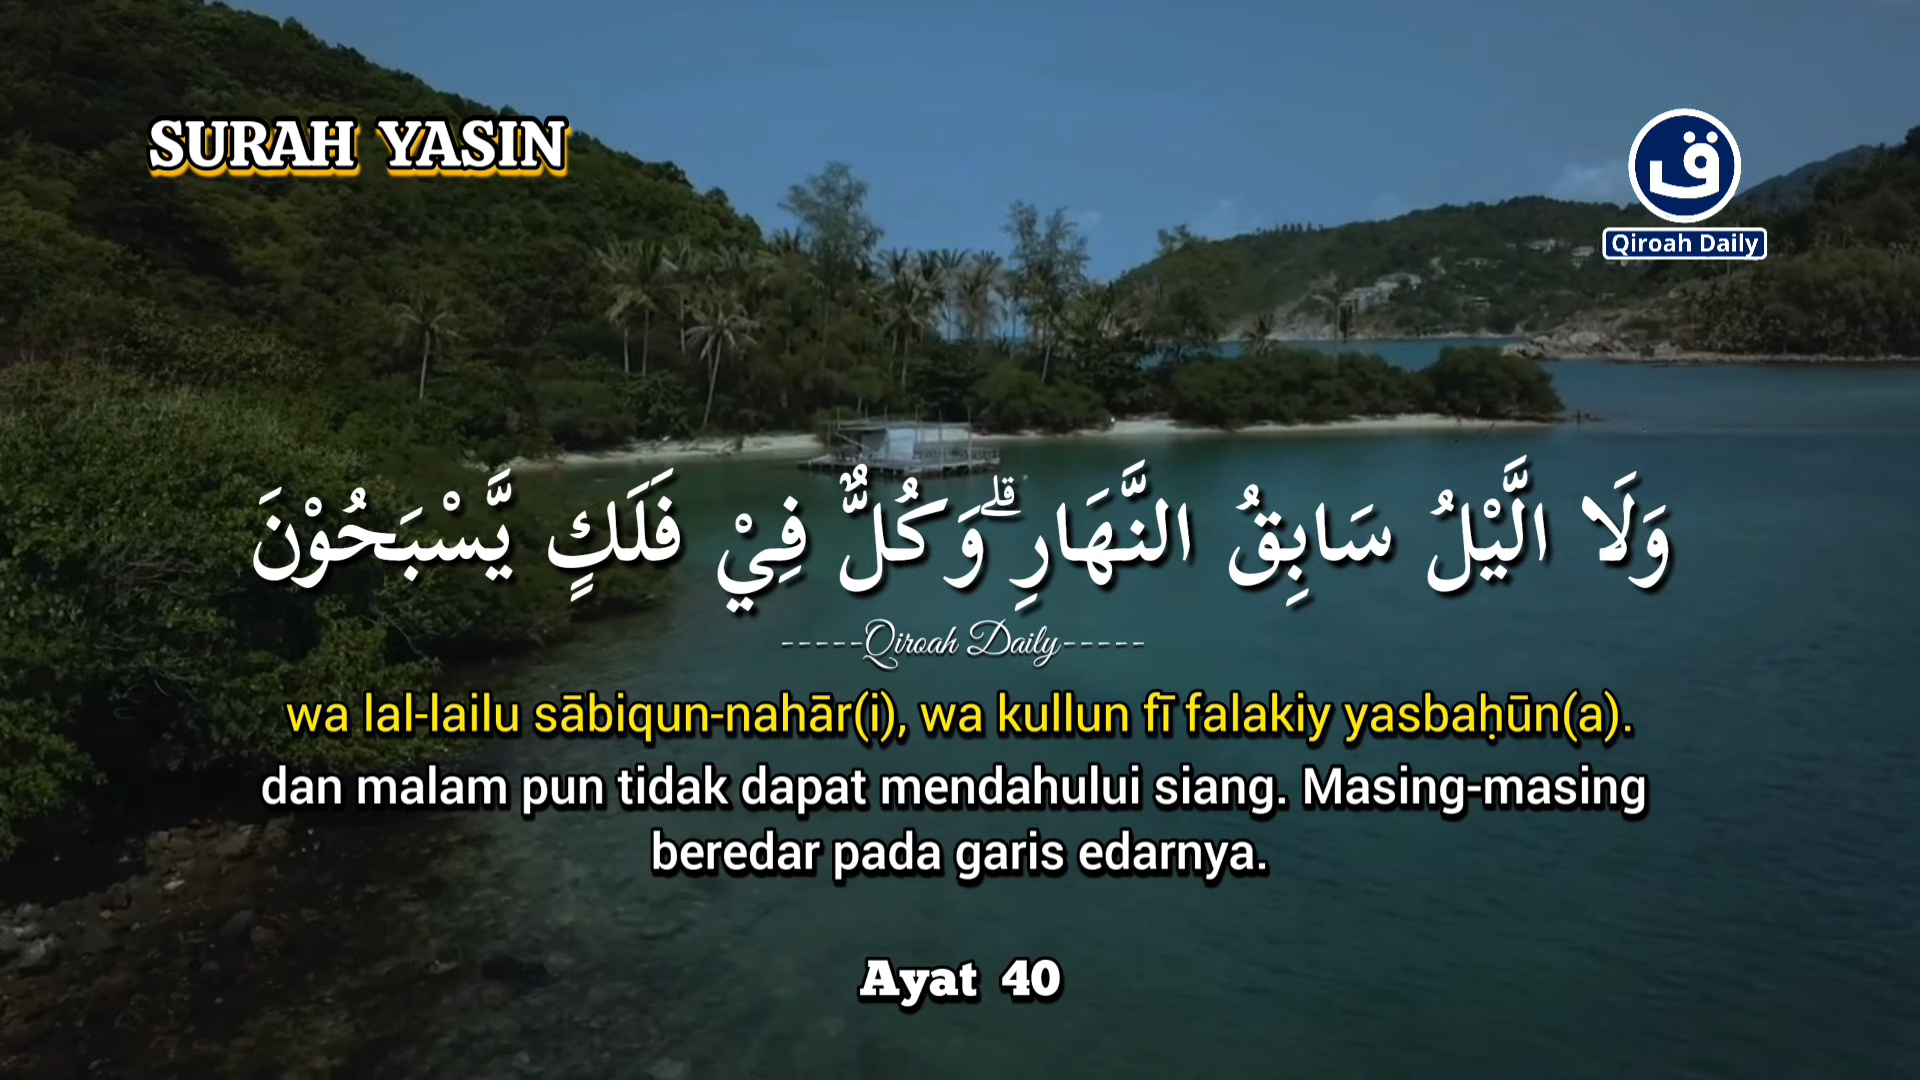 SURAH YASIN
ق
Qiroah Daily
وَلَا الَّيْلُ سَابِقُ النَّهَارِ ۗوَكُلٌّ فِيْ فَلَكٍ يَّسْبَحُوْنَ
-----Qiroah Daily-----
wa lal-lailu sābiqun-nahār(i), wa kullun fī falakiy yasbaḥūn(a).
dan malam pun tidak dapat mendahului siang. Masing-masing
beredar pada garis edarnya.
Ayat 40